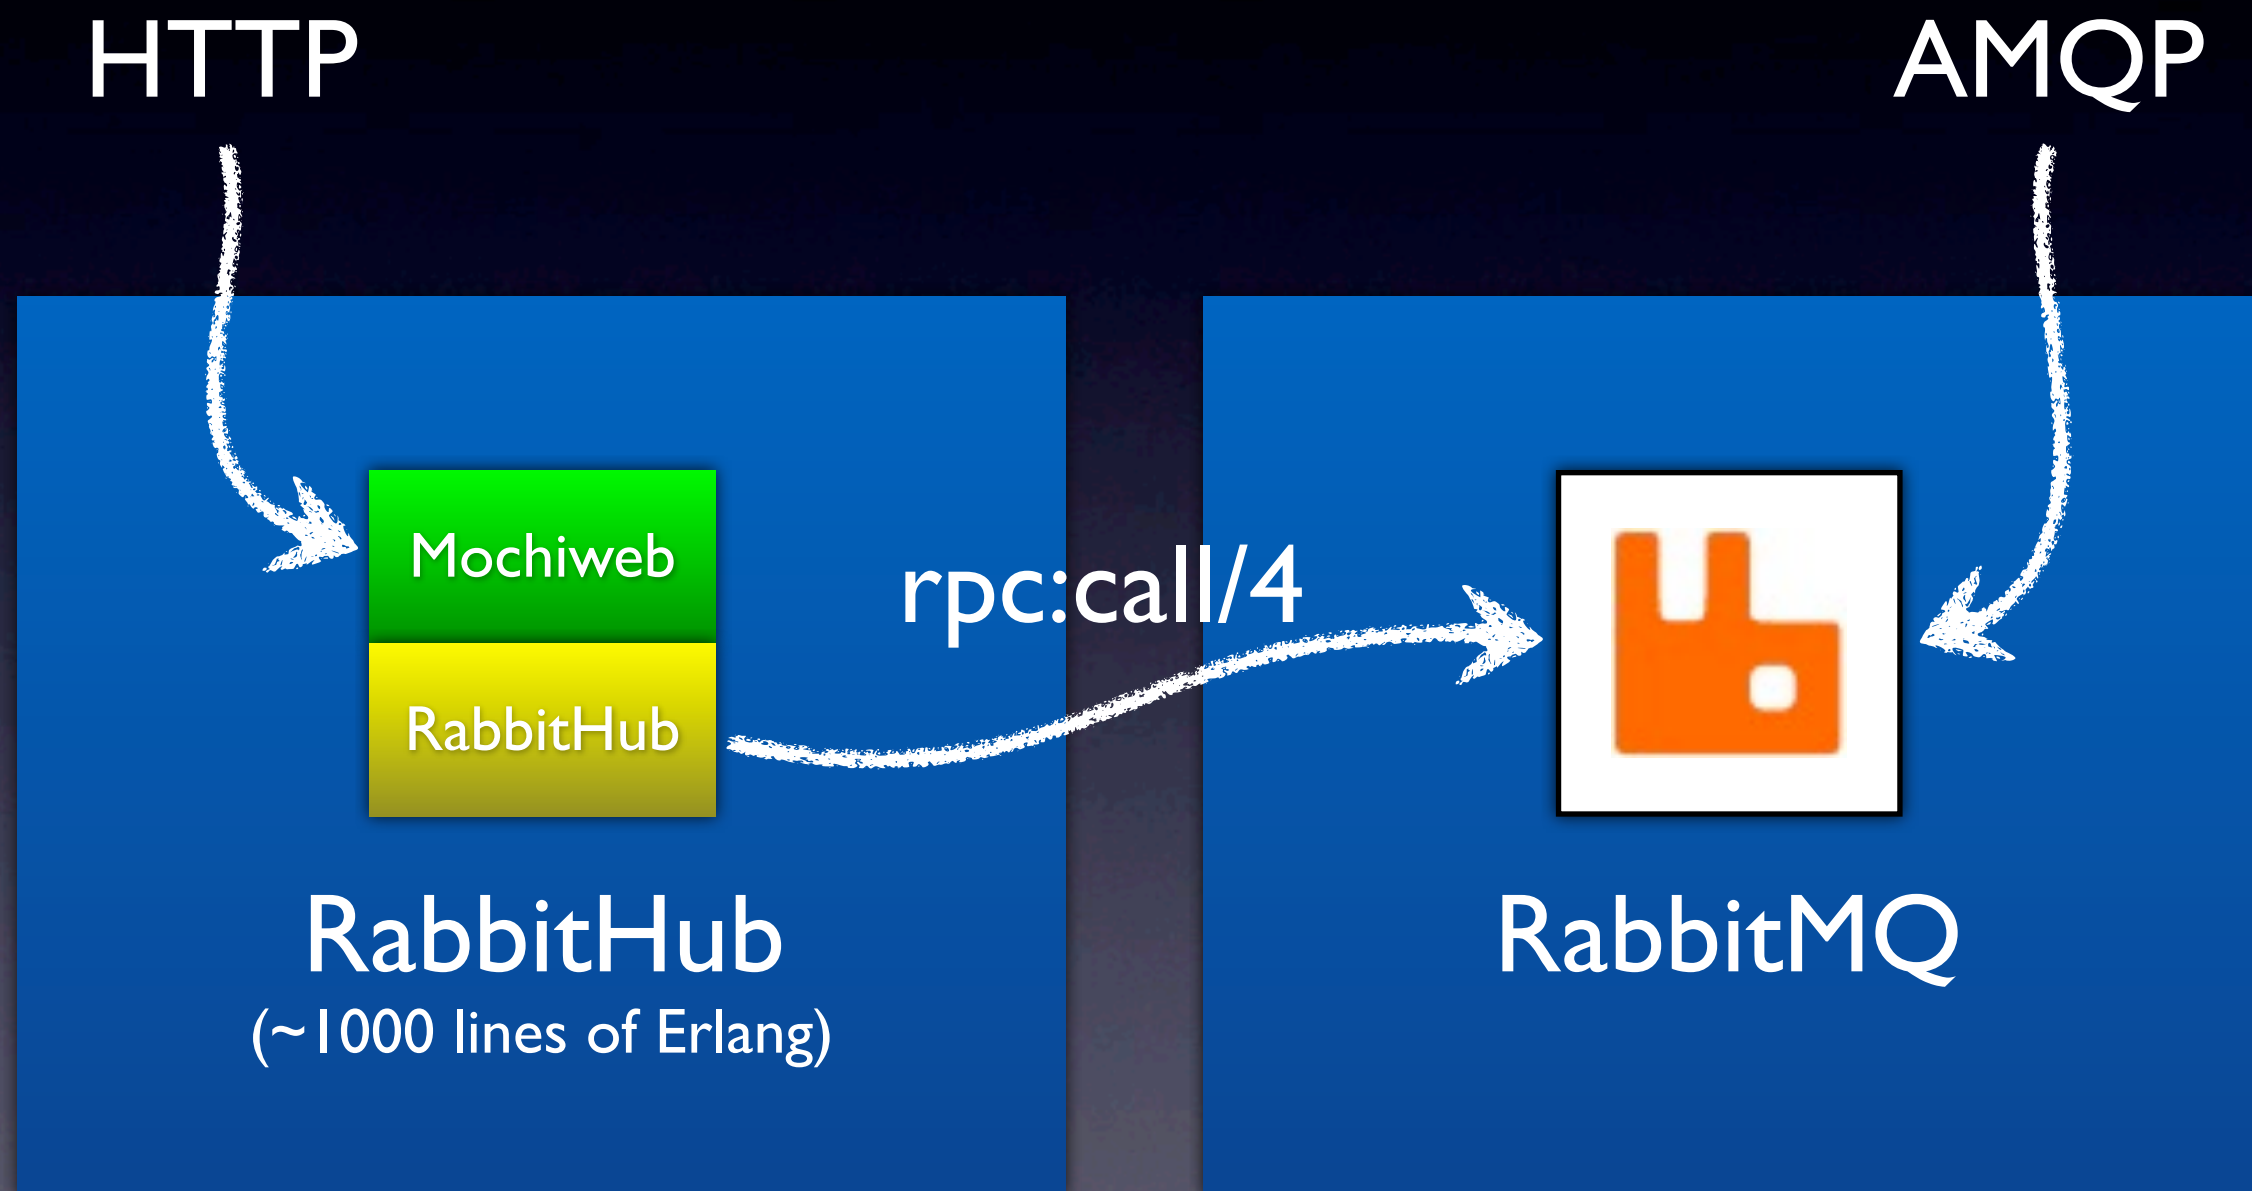 HTTP
AMQP
Mochiweb
rpc:call/4
RabbitHub
RabbitHub
RabbitMQ
(~1000 lines of Erlang)